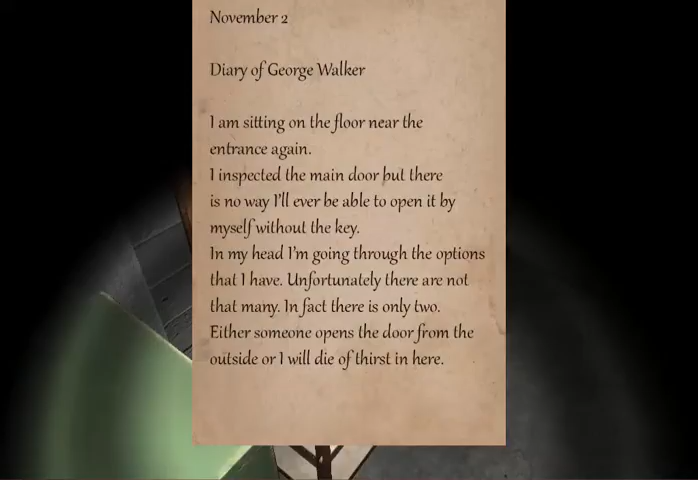 November 2
Diary of George Walker
I am sitting on the floor near the
entrance again.
I inspected the main door but there
is no way I'll ever be able to open it by
myself without the key.
In my head I'm going through the options
that I have. Unfortunately there are not
that many. In fact there is only two.
Either someone opens the door from the
outside or I will die of thirst in here.